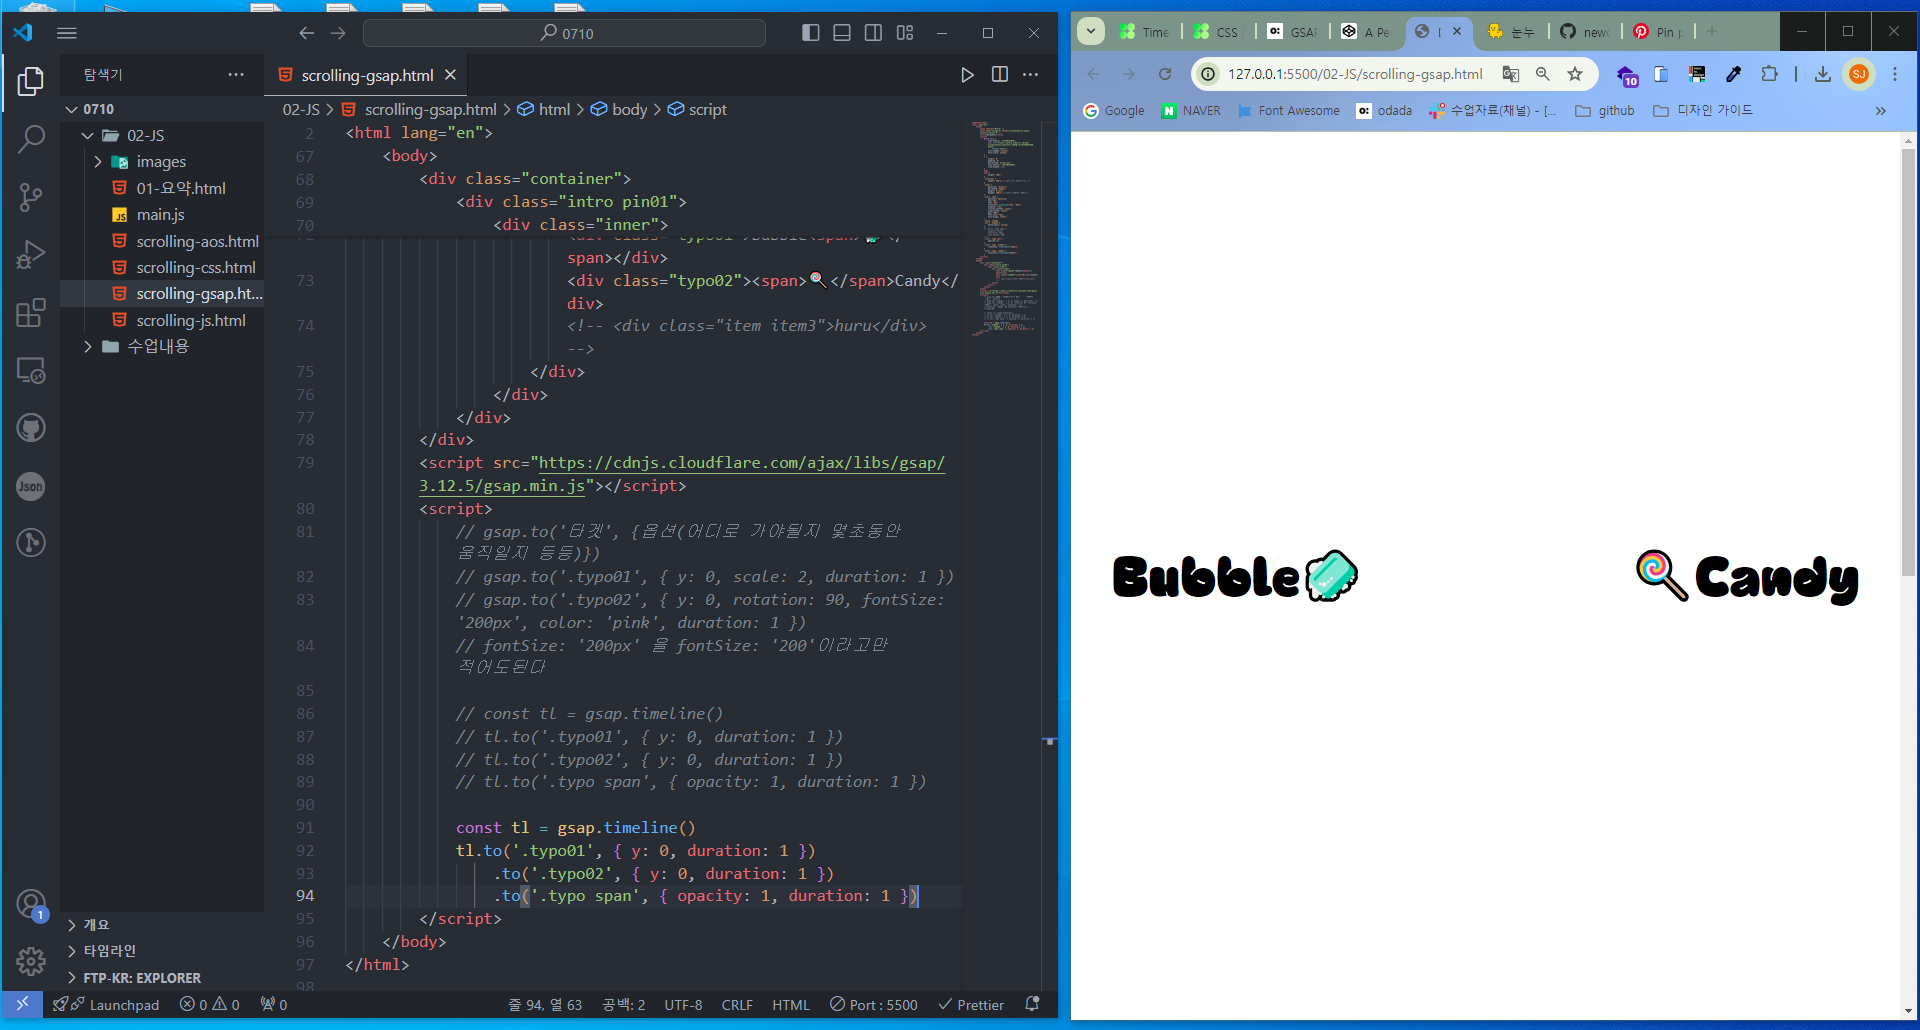 0710
Time
CSS
GSAP
A Pe
눈누
newc
Pin p
탐색기
scrolling-gsap.html
127.0.0.1:5500/02-JS/scrolling-gsap.html
10
SJ
0710
02-JS > scrolling-gsap.html > html > body > script
Google
NAVER
Font Awesome
odada
수업자료(채널) - [...
github
디자인 가이드
02-JS
images
01-요약.html
JS main.js
scrolling-aos.html
scrolling-css.html
scrolling-gsap.ht...
scrolling-js.html
수업내용
2 <html lang="en">
67 <body>
68 <div class="container">
69 <div class="intro pin01">
70 <div class="inner">
span></div>
73 <div class="typo02"><span>🍭</span>Candy</
div>
74 <!-- <div class="item item3">huru</div>
-->
75 </div>
76 </div>
77 </div>
78 </div>
79 <script src="https://cdnjs.cloudflare.com/ajax/libs/gsap/
3.12.5/gsap.min.js"></script>
80 <script>
81 // gsap.to('타겟', {옵션(어디로 가야될지 몇초동안
움직일지 등등)})
82 // gsap.to('.typo01', { y: 0, scale: 2, duration: 1 })
83 // gsap.to('.typo02', { y: 0, rotation: 90, fontSize:
'200px', color: 'pink', duration: 1 })
84 // fontSize: '200px' 을 fontSize: '200'이라고만
적어도된다
85
86 // const tl = gsap.timeline()
87 // tl.to('.typo01', { y: 0, duration: 1 })
88 // tl.to('.typo02', { y: 0, duration: 1 })
89 // tl.to('.typo span', { opacity: 1, duration: 1 })
90
91 const tl = gsap.timeline()
92 tl.to('.typo01', { y: 0, duration: 1 })
93 .to('.typo02', { y: 0, duration: 1 })
94 .to('.typo span', { opacity: 1, duration: 1 })
95 </script>
96 </body>
97 </html>
98
Json
1
개요
타임라인
FTP-KR: EXPLORER
Launchpad
0
0
0
줄 94, 열 63
공백: 2
UTF-8
CRLF
HTML
Port : 5500
Prettier
Bubble🧼
🍭Candy